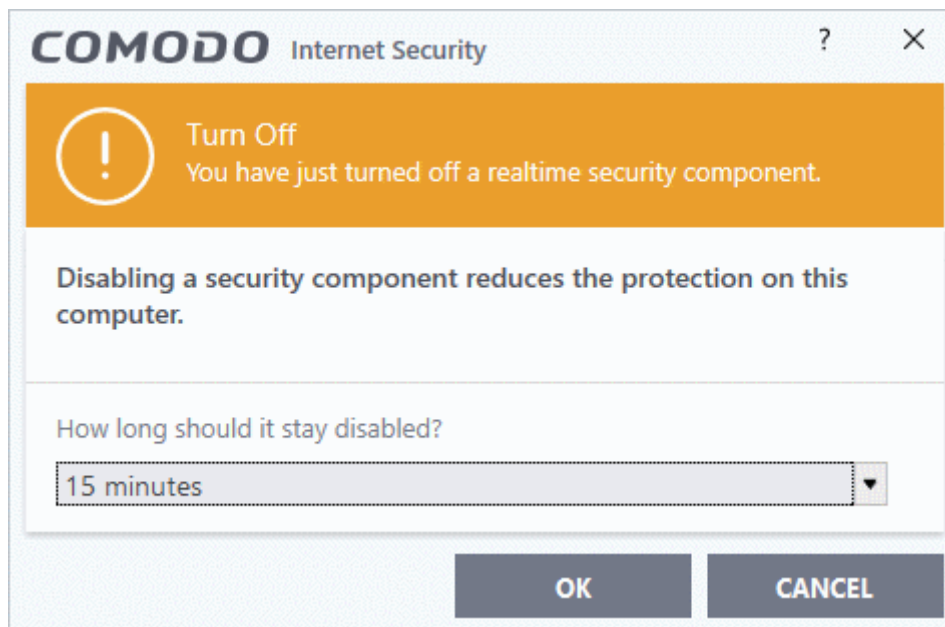 COMODO Internet Security ?
Turn Off
You have just turned off a realtime security component.
Disabling a security component reduces the protection on this
computer.
How long should it stay disabled?
15 minutes
OK CANCEL